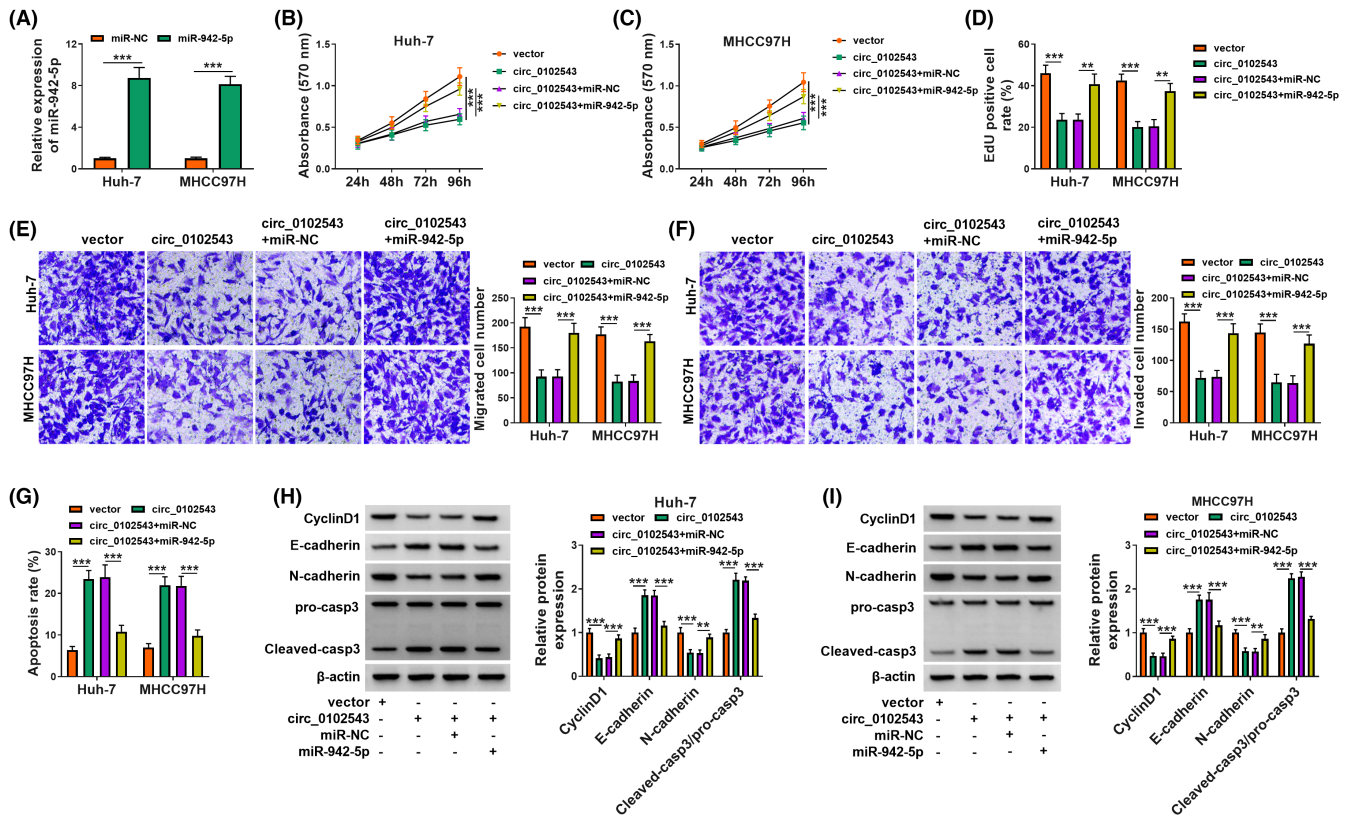 (A)
miR-NC miR-942-5p
Relative expression
of miR-942-5p
12
8
4
0
***
***
Huh-7 MHCC97H
(B)
Huh-7
Absorbance (570 nm)
1.5
1.0
0.5
0.0
24h 48h 72h 96h
vector
circ_0102543
circ_0102543+miR-NC
circ_0102543+miR-942-5p
***
***
(C)
MHCC97H
Absorbance (570 nm)
1.5
1.0
0.5
0.0
24h 48h 72h 96h
vector
circ_0102543
circ_0102543+miR-NC
circ_0102543+miR-942-5p
***
***
(D)
EdU positive cell
rate (%)
60
40
20
0
*** ** *** **
Huh-7 MHCC97H
vector
circ_0102543
circ_0102543+miR-NC
circ_0102543+miR-942-5p
(E)
vector circ_0102543 circ_0102543 +miR-NC circ_0102543 +miR-942-5p
Huh-7
MHCC97H
vector circ_0102543
circ_0102543+miR-NC
circ_0102543+miR-942-5p
Migrated cell number
250
200
150
100
50
0
*** *** *** ***
Huh-7 MHCC97H
(F)
vector circ_0102543 circ_0102543 +miR-NC circ_0102543 +miR-942-5p
Huh-7
MHCC97H
vector circ_0102543
circ_0102543+miR-NC
circ_0102543+miR-942-5p
Invaded cell number
200
150
100
50
0
*** *** *** ***
Huh-7 MHCC97H
(G)
vector circ_0102543
circ_0102543+miR-NC
circ_0102543+miR-942-5p
Apoptosis rate (%)
30
20
10
0
*** *** *** ***
Huh-7 MHCC97H
(H)
CyclinD1
E-cadherin
N-cadherin
pro-casp3
Cleaved-casp3
β-actin
vector + - - -
circ_0102543 - + + +
miR-NC - - + -
miR-942-5p - - - +
Huh-7
vector circ_0102543
circ_0102543+miR-NC
circ_0102543+miR-942-5p
Relative protein
expression
3
2
1
0
*** *** *** *** *** ** *** ***
CyclinD1
E-cadherin
N-cadherin
Cleaved-casp3/pro-casp3
(I)
CyclinD1
E-cadherin
N-cadherin
pro-casp3
Cleaved-casp3
β-actin
vector + - - -
circ_0102543 - + + +
miR-NC - - + -
miR-942-5p - - - +
MHCC97H
vector circ_0102543
circ_0102543+miR-NC
circ_0102543+miR-942-5p
Relative protein
expression
3
2
1
0
*** *** *** *** *** ** *** ***
CyclinD1
E-cadherin
N-cadherin
Cleaved-casp3/pro-casp3